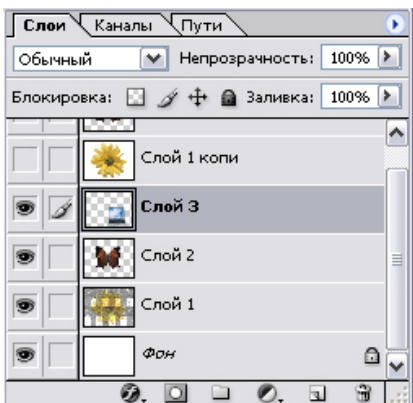 Слои Каналы Пути
Обычный Непрозрачность: 100%
Блокировка: Заливка: 100%
Слой 1 копи
Слой 3
Слой 2
Слой 1
Фон